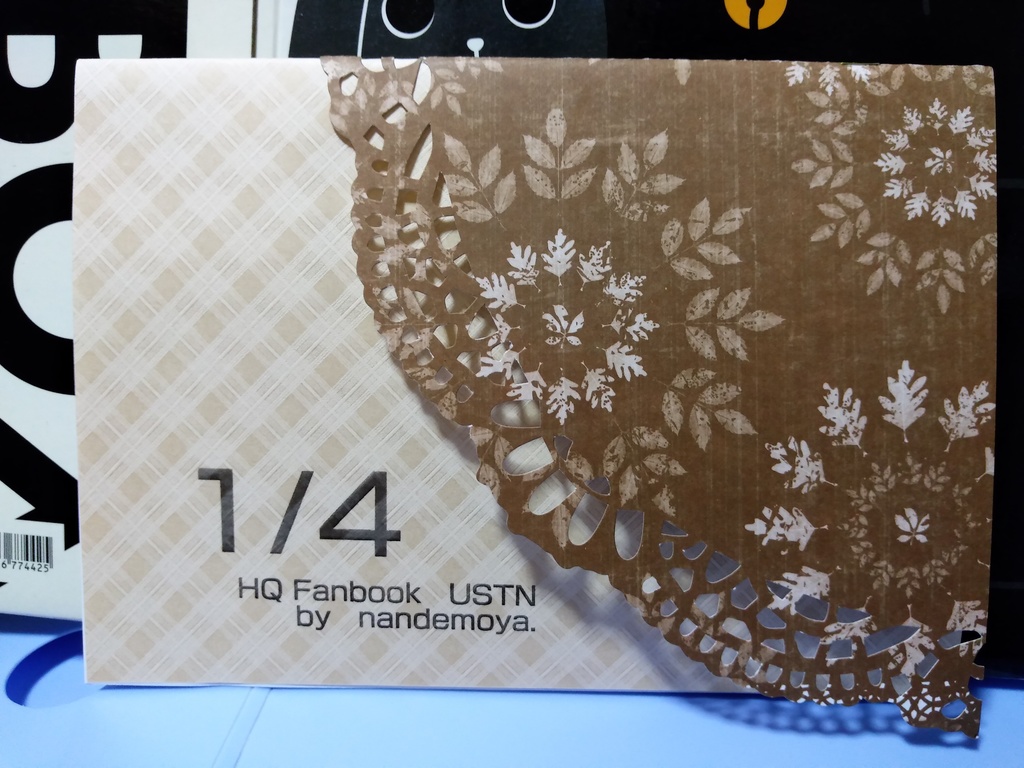 1/4
HQ Fanbook USTN
by nandemoya.
6 774425